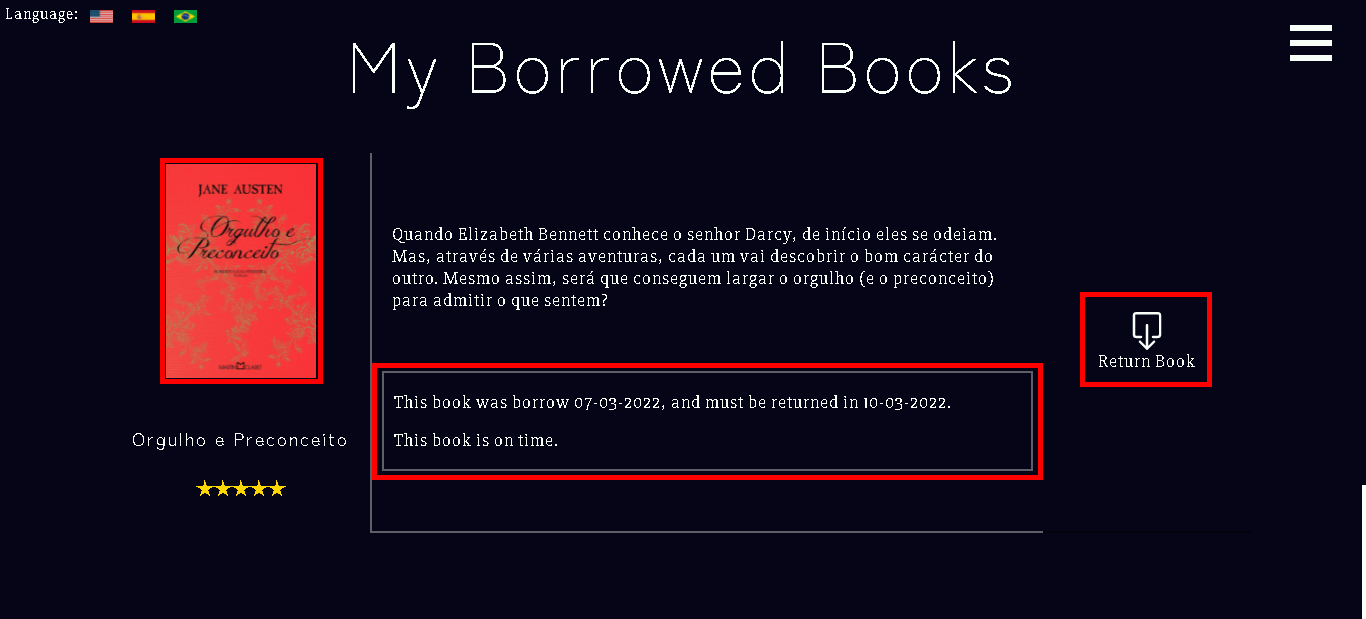 Language:
My Borrowed Books
JANE AUSTEN
Orgulho e
Preconceito
Quando Elizabeth Bennett conhece o senhor Darcy, de início eles se odeiam.
Mas, através de várias aventuras, cada um vai descobrir o bom carácter do
outro. Mesmo assim, será que conseguem largar o orgulho (e o preconceito)
para admitir o que sentem?
Return Book
This book was borrow 07-03-2022, and must be returned in 10-03-2022.
This book is on time.
Orgulho e Preconceito